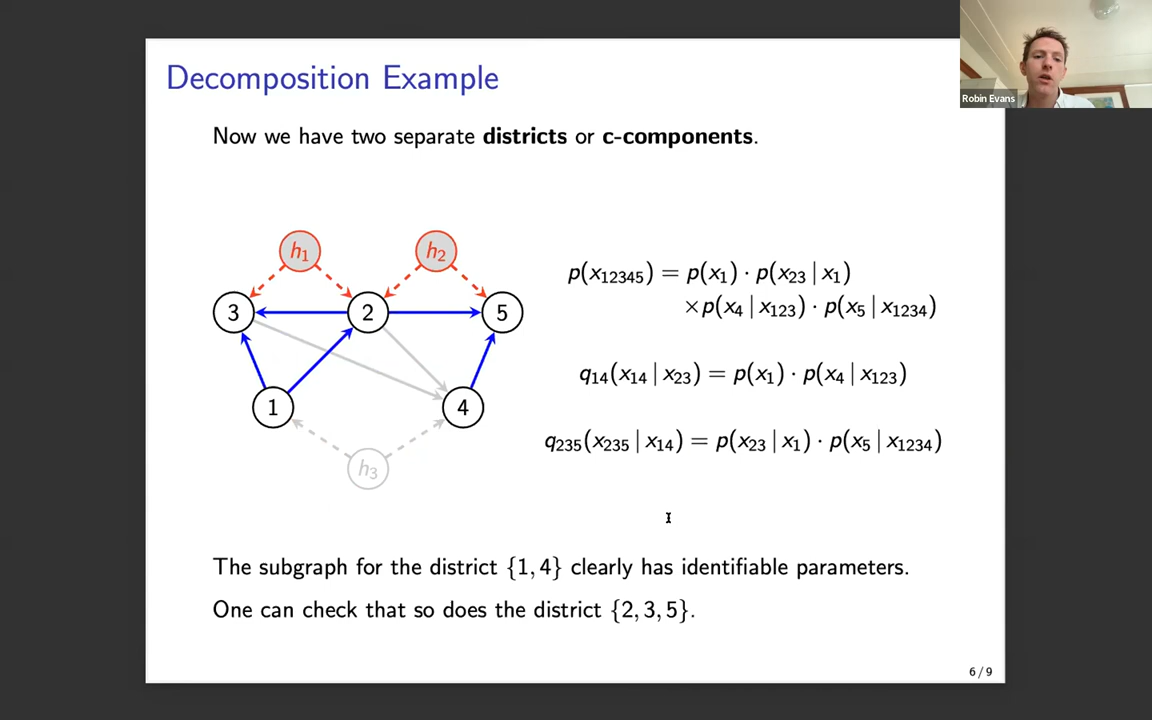 Decomposition Example
Robin Evans
Now we have two separate districts or c-components.
h₁ h₂
3 2 5
1 4
h₃
p(x₁₂₃₄₅) = p(x₁) · p(x₂₃ | x₁)
×p(x₄ | x₁₂₃) · p(x₅ | x₁₂₃₄)
q₁₄(x₁₄ | x₂₃) = p(x₁) · p(x₄ | x₁₂₃)
q₂₃₅(x₂₃₅ | x₁₄) = p(x₂₃ | x₁) · p(x₅ | x₁₂₃₄)
The subgraph for the district {1, 4} clearly has identifiable parameters.
One can check that so does the district {2, 3, 5}.
6 / 9